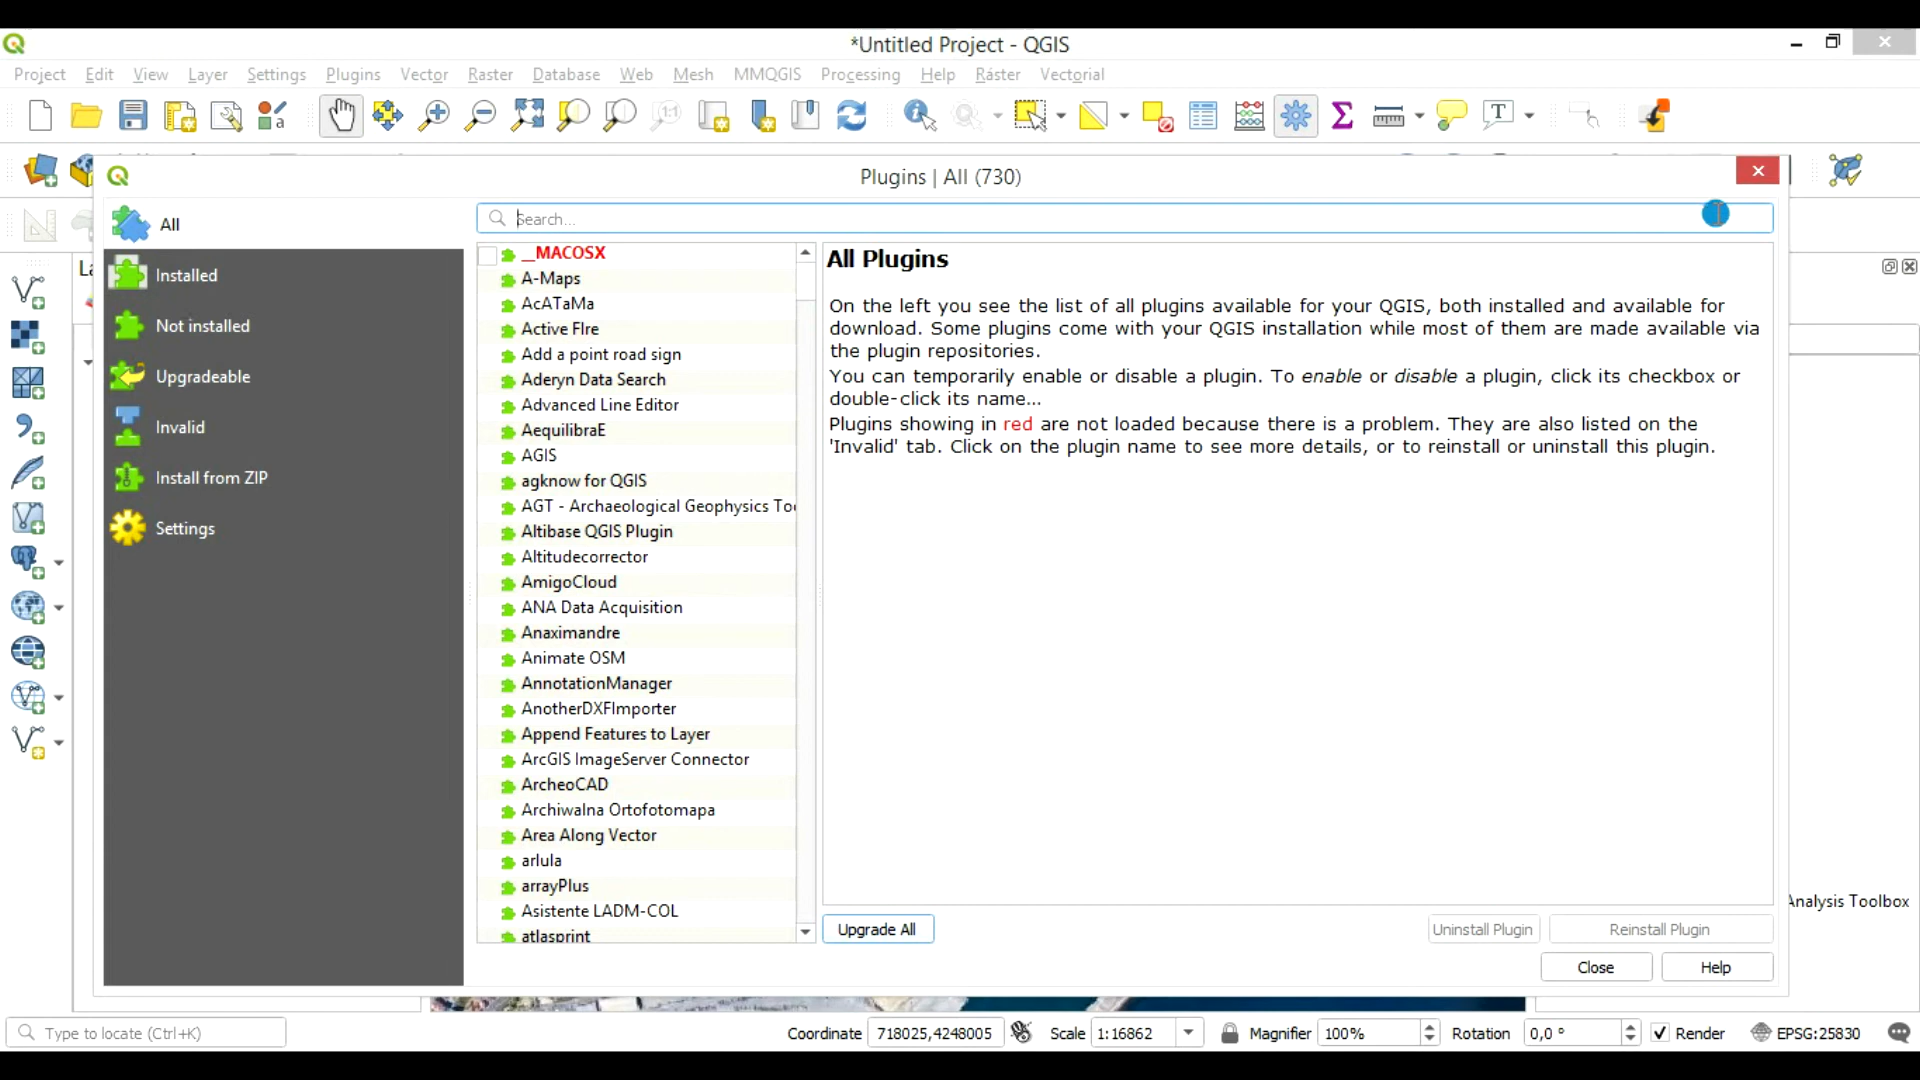 *Untitled Project - QGIS
Project Edit View Layer Settings Plugins Vector Raster Database Web Mesh MMQGIS Processing Help Ráster Vectorial
Plugins | All (730)
All
Search...
Installed
Not installed
Upgradeable
Invalid
Install from ZIP
Settings
__MACOSX
A-Maps
AcATaMa
Active FIre
Add a point road sign
Aderyn Data Search
Advanced Line Editor
AequilibraE
AGIS
agknow for QGIS
AGT - Archaeological Geophysics Too
Altibase QGIS Plugin
Altitudecorrector
AmigoCloud
ANA Data Acquisition
Anaximandre
Animate OSM
AnnotationManager
AnotherDXFImporter
Append Features to Layer
ArcGIS ImageServer Connector
ArcheoCAD
Archiwalna Ortofotomapa
Area Along Vector
arlula
arrayPlus
Asistente LADM-COL
atlasprint
All Plugins
On the left you see the list of all plugins available for your QGIS, both installed and available for
download. Some plugins come with your QGIS installation while most of them are made available via
the plugin repositories.
You can temporarily enable or disable a plugin. To enable or disable a plugin, click its checkbox or
double-click its name...
Plugins showing in red are not loaded because there is a problem. They are also listed on the
'Invalid' tab. Click on the plugin name to see more details, or to reinstall or uninstall this plugin.
Analysis Toolbox
Upgrade All
Uninstall Plugin
Reinstall Plugin
Close
Help
Type to locate (Ctrl+K)
Coordinate 718025,4248005 Scale 1:16862 Magnifier 100% Rotation 0,0 ° Render EPSG:25830